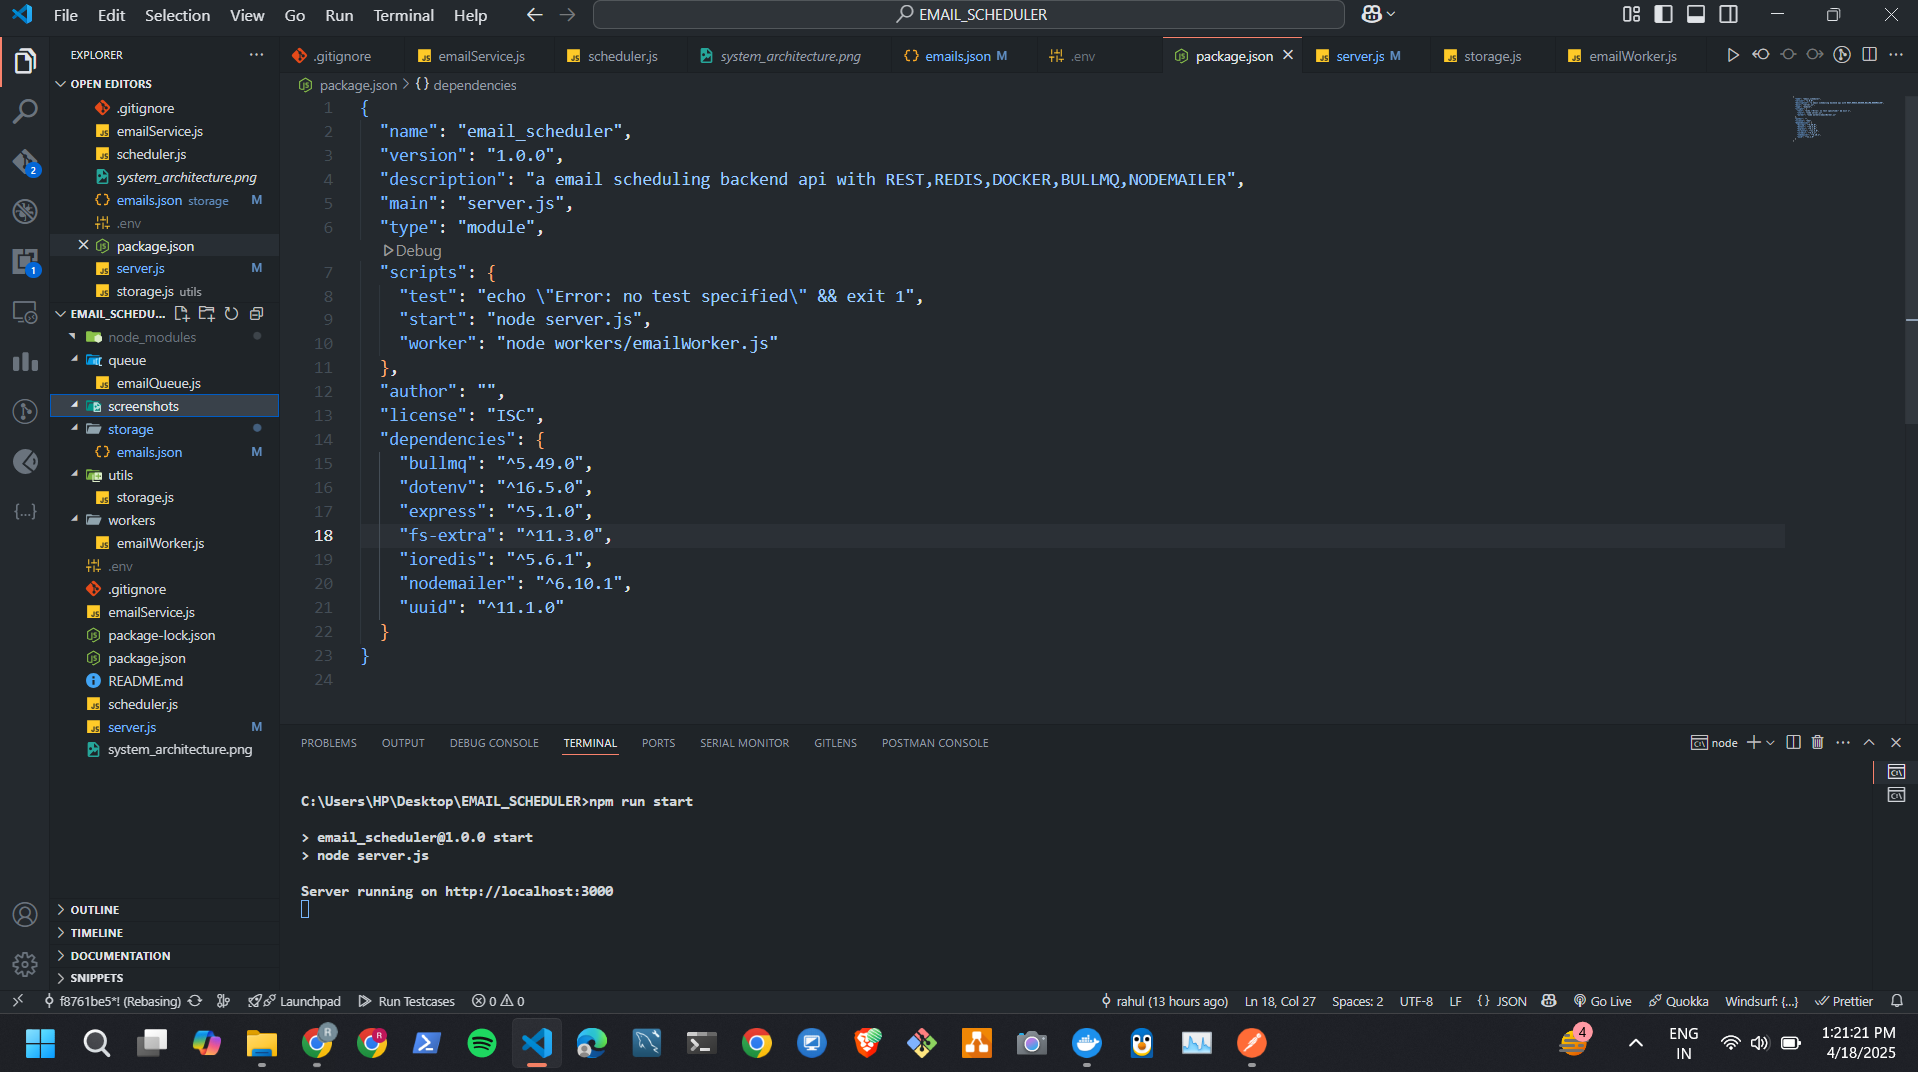 File Edit Selection View Go Run Terminal Help
EMAIL_SCHEDULER
EXPLORER
OPEN EDITORS
.gitignore
emailService.js
scheduler.js
system_architecture.png
emails.json storage M
.env
package.json
server.js M
storage.js utils
EMAIL_SCHEDU...
node_modules
queue
emailQueue.js
screenshots
storage
emails.json M
utils
storage.js
workers
emailWorker.js
.env
.gitignore
emailService.js
package-lock.json
package.json
README.md
scheduler.js
server.js M
system_architecture.png
OUTLINE
TIMELINE
DOCUMENTATION
SNIPPETS
2
1
.gitignore emailService.js scheduler.js system_architecture.png emails.json M .env package.json server.js M storage.js emailWorker.js
package.json > {} dependencies
1 {
2 "name": "email_scheduler",
3 "version": "1.0.0",
4 "description": "a email scheduling backend api with REST,REDIS,DOCKER,BULLMQ,NODEMAILER",
5 "main": "server.js",
6 "type": "module",
Debug
7 "scripts": {
8 "test": "echo \"Error: no test specified\" && exit 1",
9 "start": "node server.js",
10 "worker": "node workers/emailWorker.js"
11 },
12 "author": "",
13 "license": "ISC",
14 "dependencies": {
15 "bullmq": "^5.49.0",
16 "dotenv": "^16.5.0",
17 "express": "^5.1.0",
18 "fs-extra": "^11.3.0",
19 "ioredis": "^5.6.1",
20 "nodemailer": "^6.10.1",
21 "uuid": "^11.1.0"
22 }
23 }
24
PROBLEMS OUTPUT DEBUG CONSOLE TERMINAL PORTS SERIAL MONITOR GITLENS POSTMAN CONSOLE
node
C:\Users\HP\Desktop\EMAIL_SCHEDULER>npm run start
> email_scheduler@1.0.0 start
> node server.js
Server running on http://localhost:3000
f8761be5*! (Rebasing) Launchpad Run Testcases 0 0 rahul (13 hours ago) Ln 18, Col 27 Spaces: 2 UTF-8 LF {} JSON Go Live Quokka Windsurf: {...} Prettier
4
ENG
IN
1:21:21 PM
4/18/2025